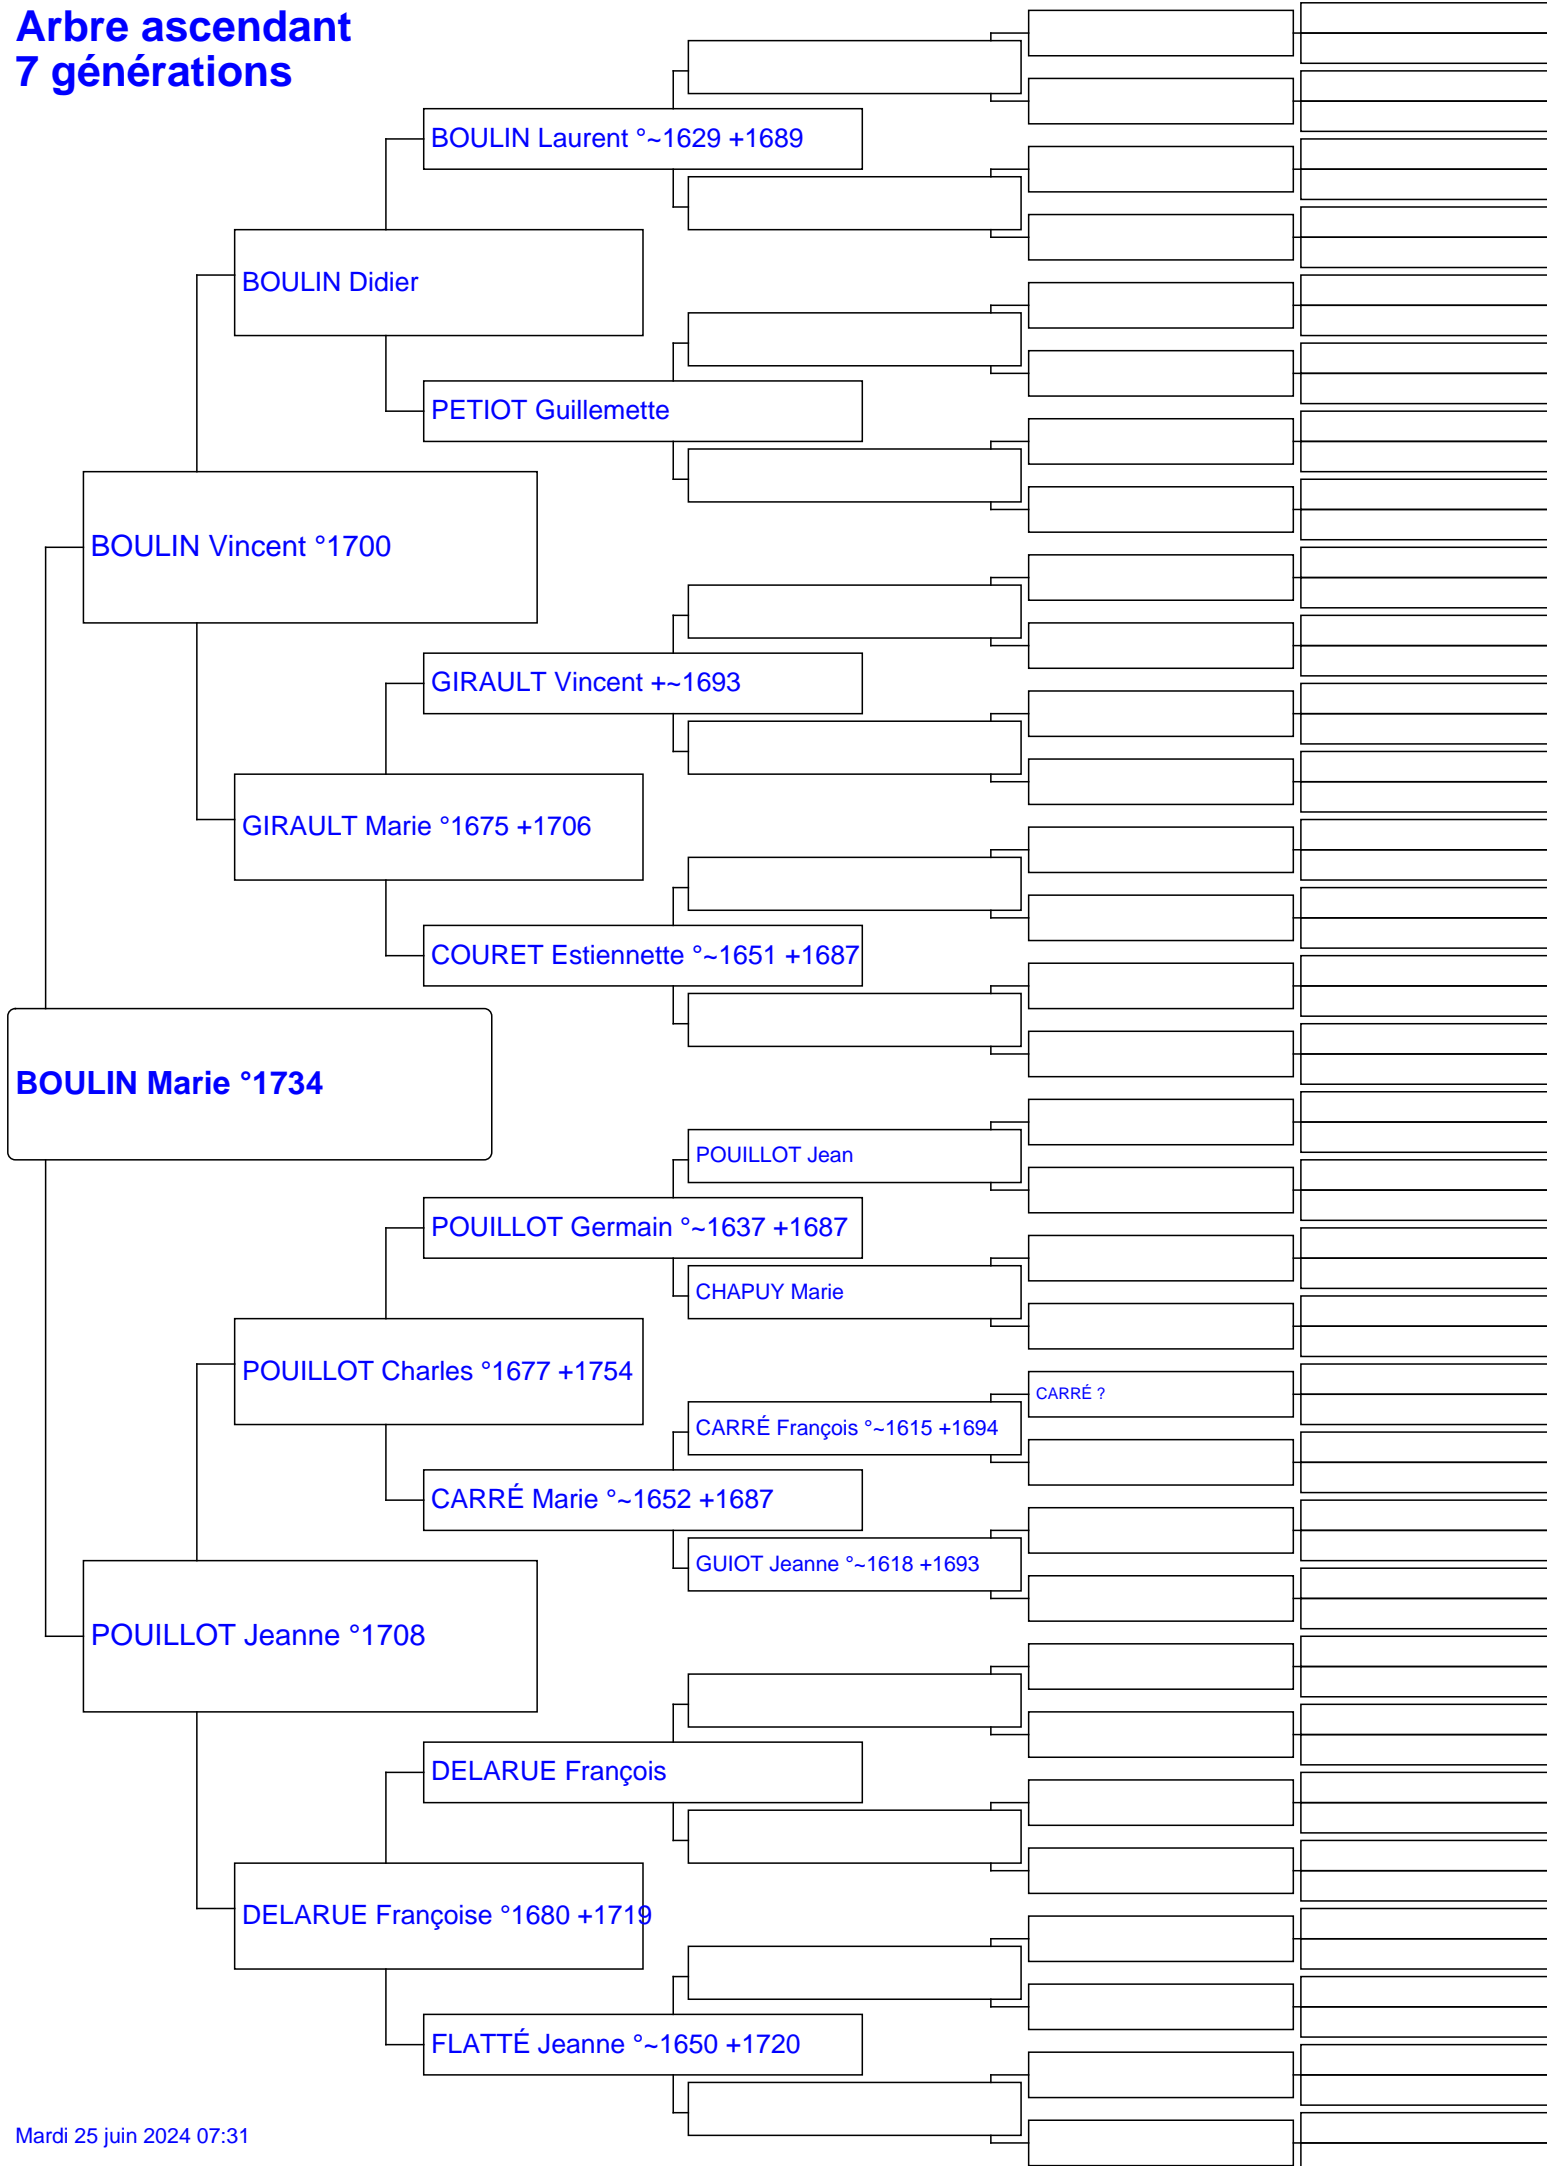 Arbre ascendant
7 générations
BOULIN Laurent °~1629 +1689
BOULIN Didier
PETIOT Guillemette
BOULIN Vincent °1700
GIRAULT Vincent +~1693
GIRAULT Marie °1675 +1706
COURET Estiennette °~1651 +1687
BOULIN Marie °1734
POUILLOT Jean
POUILLOT Germain °~1637 +1687
CHAPUY Marie
POUILLOT Charles °1677 +1754
CARRÉ ?
CARRÉ François °~1615 +1694
CARRÉ Marie °~1652 +1687
GUIOT Jeanne °~1618 +1693
POUILLOT Jeanne °1708
DELARUE François
DELARUE Françoise °1680 +1719
FLATTÉ Jeanne °~1650 +1720
Mardi 25 juin 2024 07:31